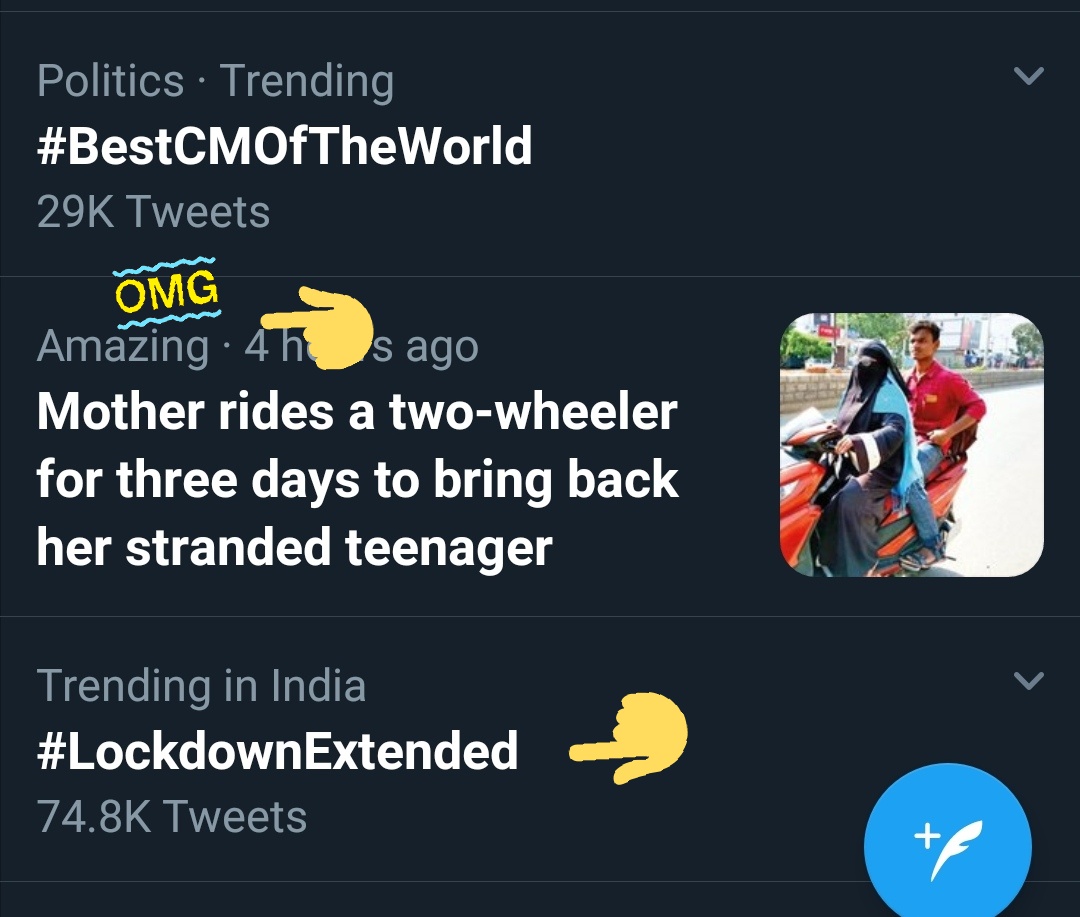 Politics · Trending
#BestCMOfTheWorld
29K Tweets
OMG
Amazing · 4 ago
Mother rides a two-wheeler
for three days to bring back
her stranded teenager
Trending in India
#LockdownExtended
74.8K Tweets